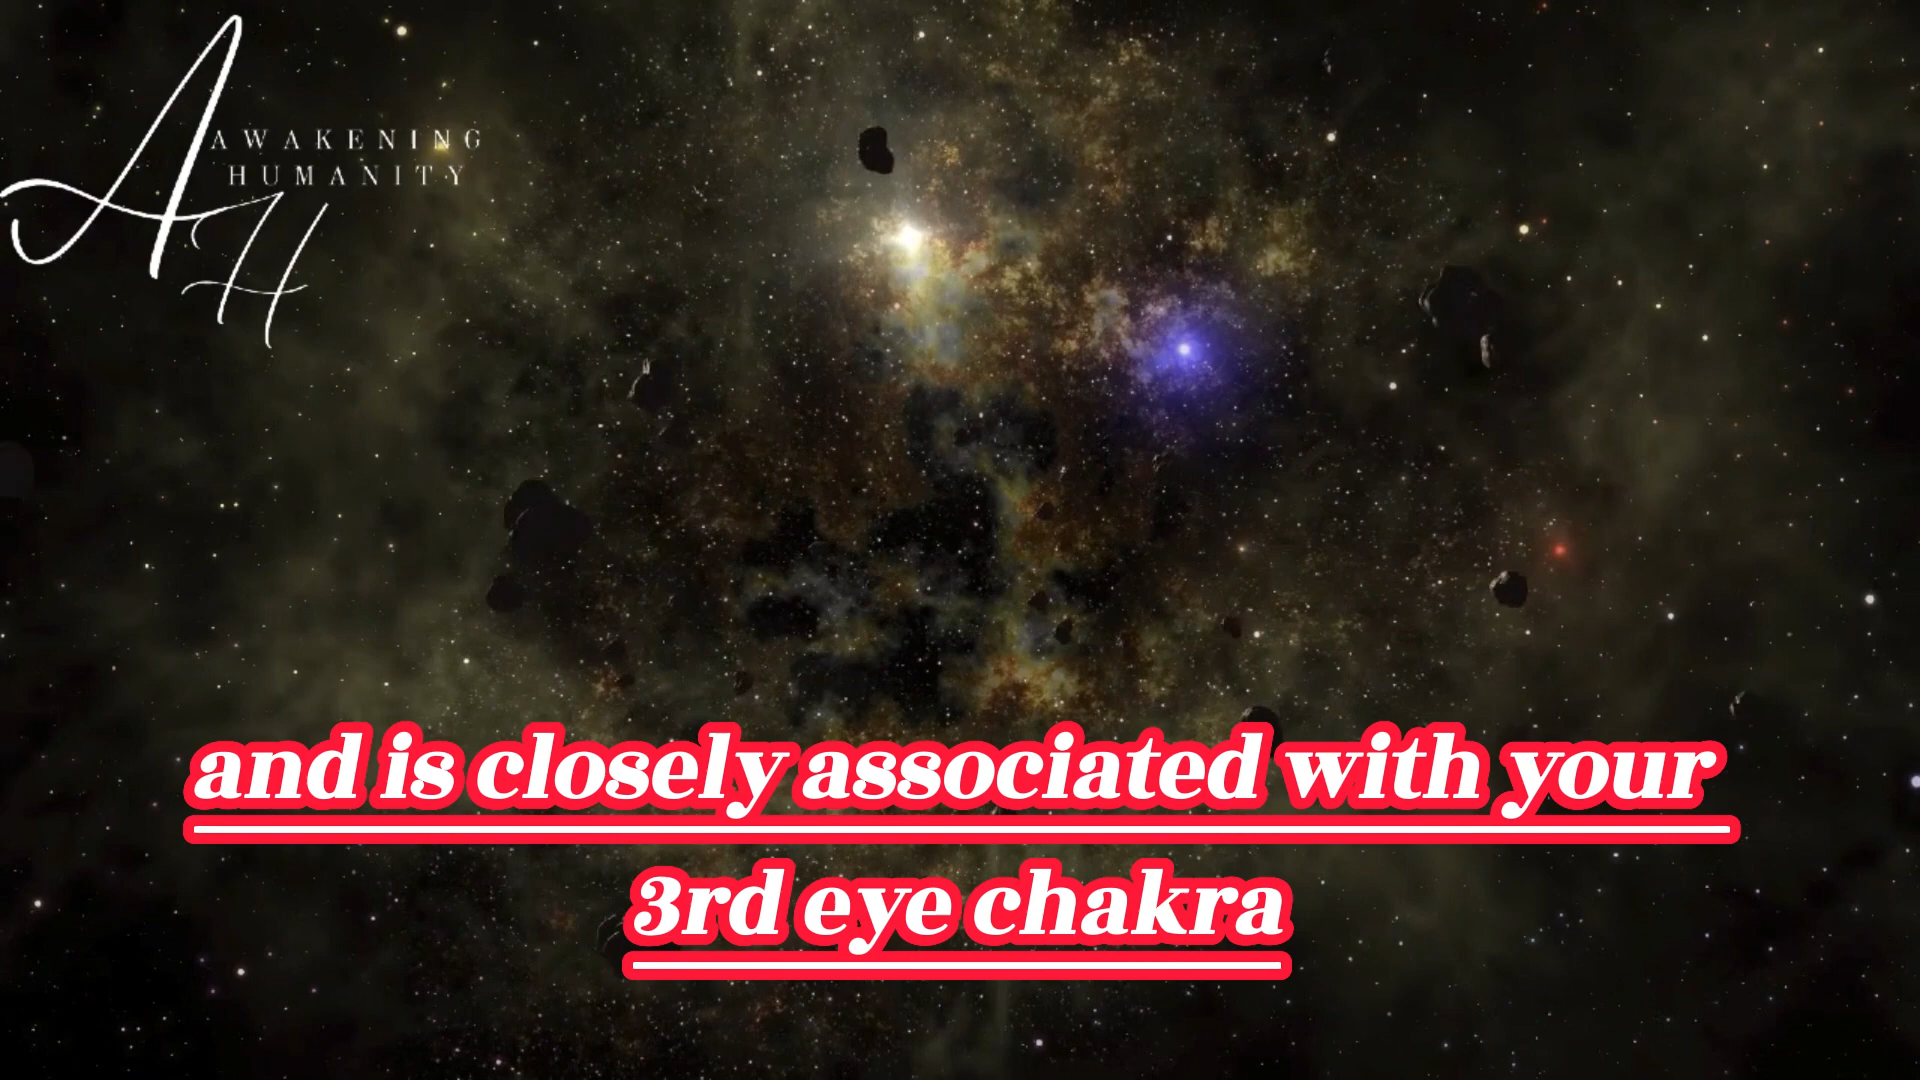 AWAKENING
HUMANITY
AH
and is closely associated with your
3rd eye chakra